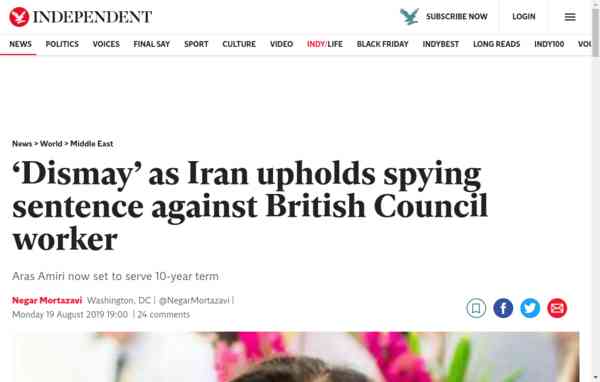 INDEPENDENT
SUBSCRIBE NOW
LOGIN
NEWS POLITICS VOICES FINAL SAY SPORT CULTURE VIDEO INDY/LIFE BLACK FRIDAY INDYBEST LONG READS INDY100
News > World > Middle East
‘Dismay’ as Iran upholds spying
sentence against British Council
worker
Aras Amiri now set to serve 10-year term
Negar Mortazavi Washington, DC | @NegarMortazavi |
Monday 19 August 2019 19:00 | 24 comments